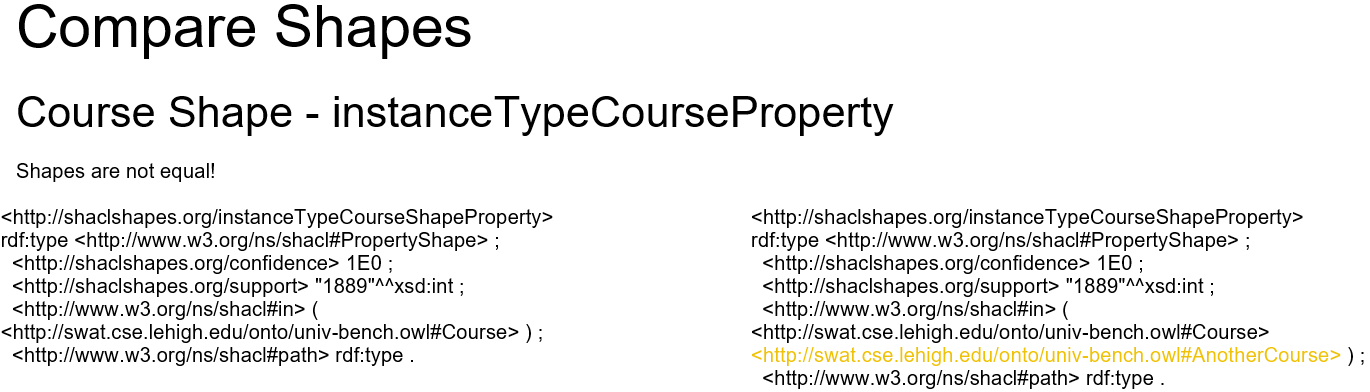 Compare Shapes
Course Shape - instanceTypeCourseProperty
Shapes are not equal!
<http://shaclshapes.org/instanceTypeCourseShapeProperty>
rdf:type <http://www.w3.org/ns/shacl#PropertyShape> ;
<http://shaclshapes.org/confidence> 1E0 ;
<http://shaclshapes.org/support> "1889"^^xsd:int ;
<http://www.w3.org/ns/shacl#in> (
<http://swat.cse.lehigh.edu/onto/univ-bench.owl#Course> ) ;
<http://www.w3.org/ns/shacl#path> rdf:type .
<http://shaclshapes.org/instanceTypeCourseShapeProperty>
rdf:type <http://www.w3.org/ns/shacl#PropertyShape> ;
<http://shaclshapes.org/confidence> 1E0 ;
<http://shaclshapes.org/support> "1889"^^xsd:int ;
<http://www.w3.org/ns/shacl#in> (
<http://swat.cse.lehigh.edu/onto/univ-bench.owl#Course>
<http://swat.cse.lehigh.edu/onto/univ-bench.owl#AnotherCourse> ) ;
<http://www.w3.org/ns/shacl#path> rdf:type .